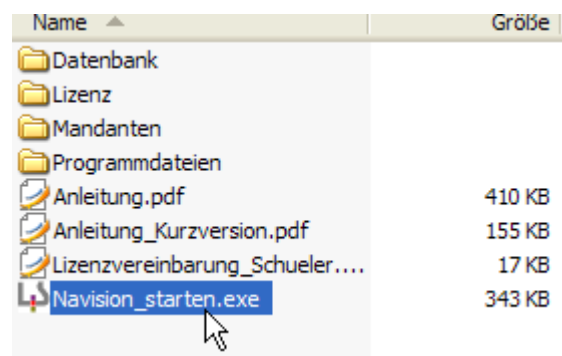 Name Größe
Datenbank
Lizenz
Mandanten
Programmdateien
Anleitung.pdf 410 KB
Anleitung_Kurzversion.pdf 155 KB
Lizenzvereinbarung_Schueler.... 17 KB
Navision_starten.exe 343 KB